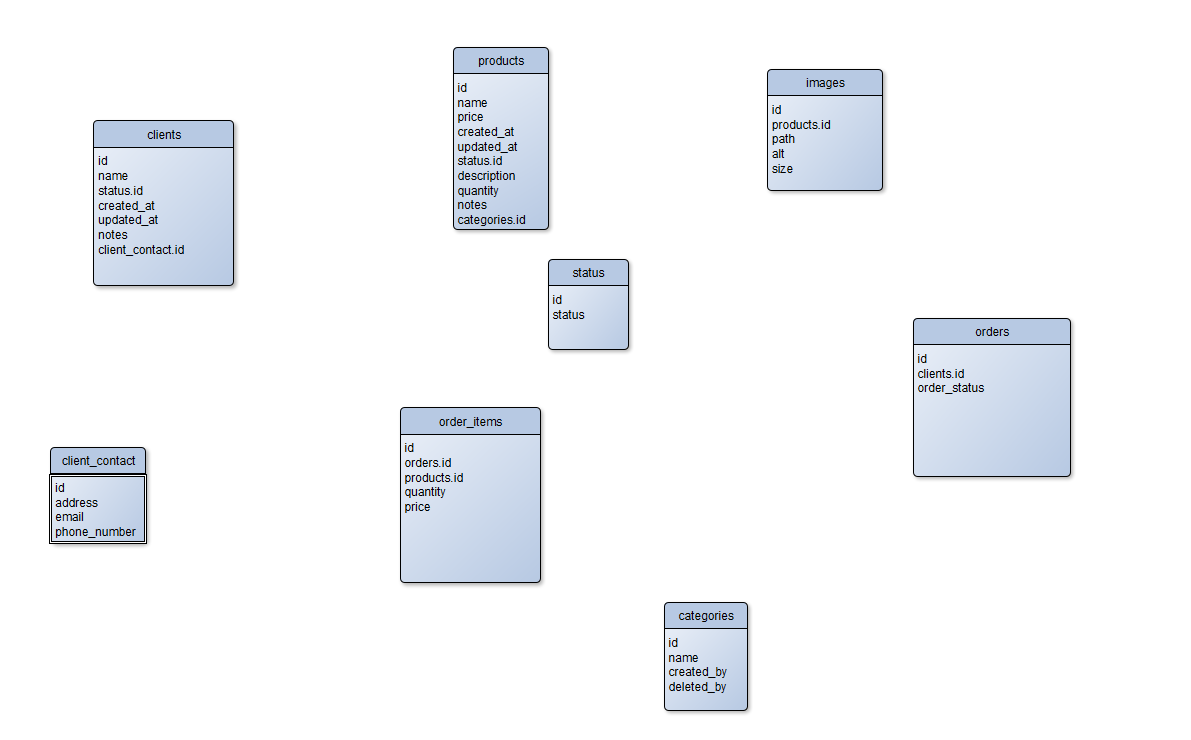 products
id
name
price
created_at
updated_at
status.id
description
quantity
notes
categories.id
images
id
products.id
path
alt
size
clients
id
name
status.id
created_at
updated_at
notes
client_contact.id
status
id
status
orders
id
clients.id
order_status
order_items
id
orders.id
products.id
quantity
price
client_contact
id
address
email
phone_number
categories
id
name
created_by
deleted_by